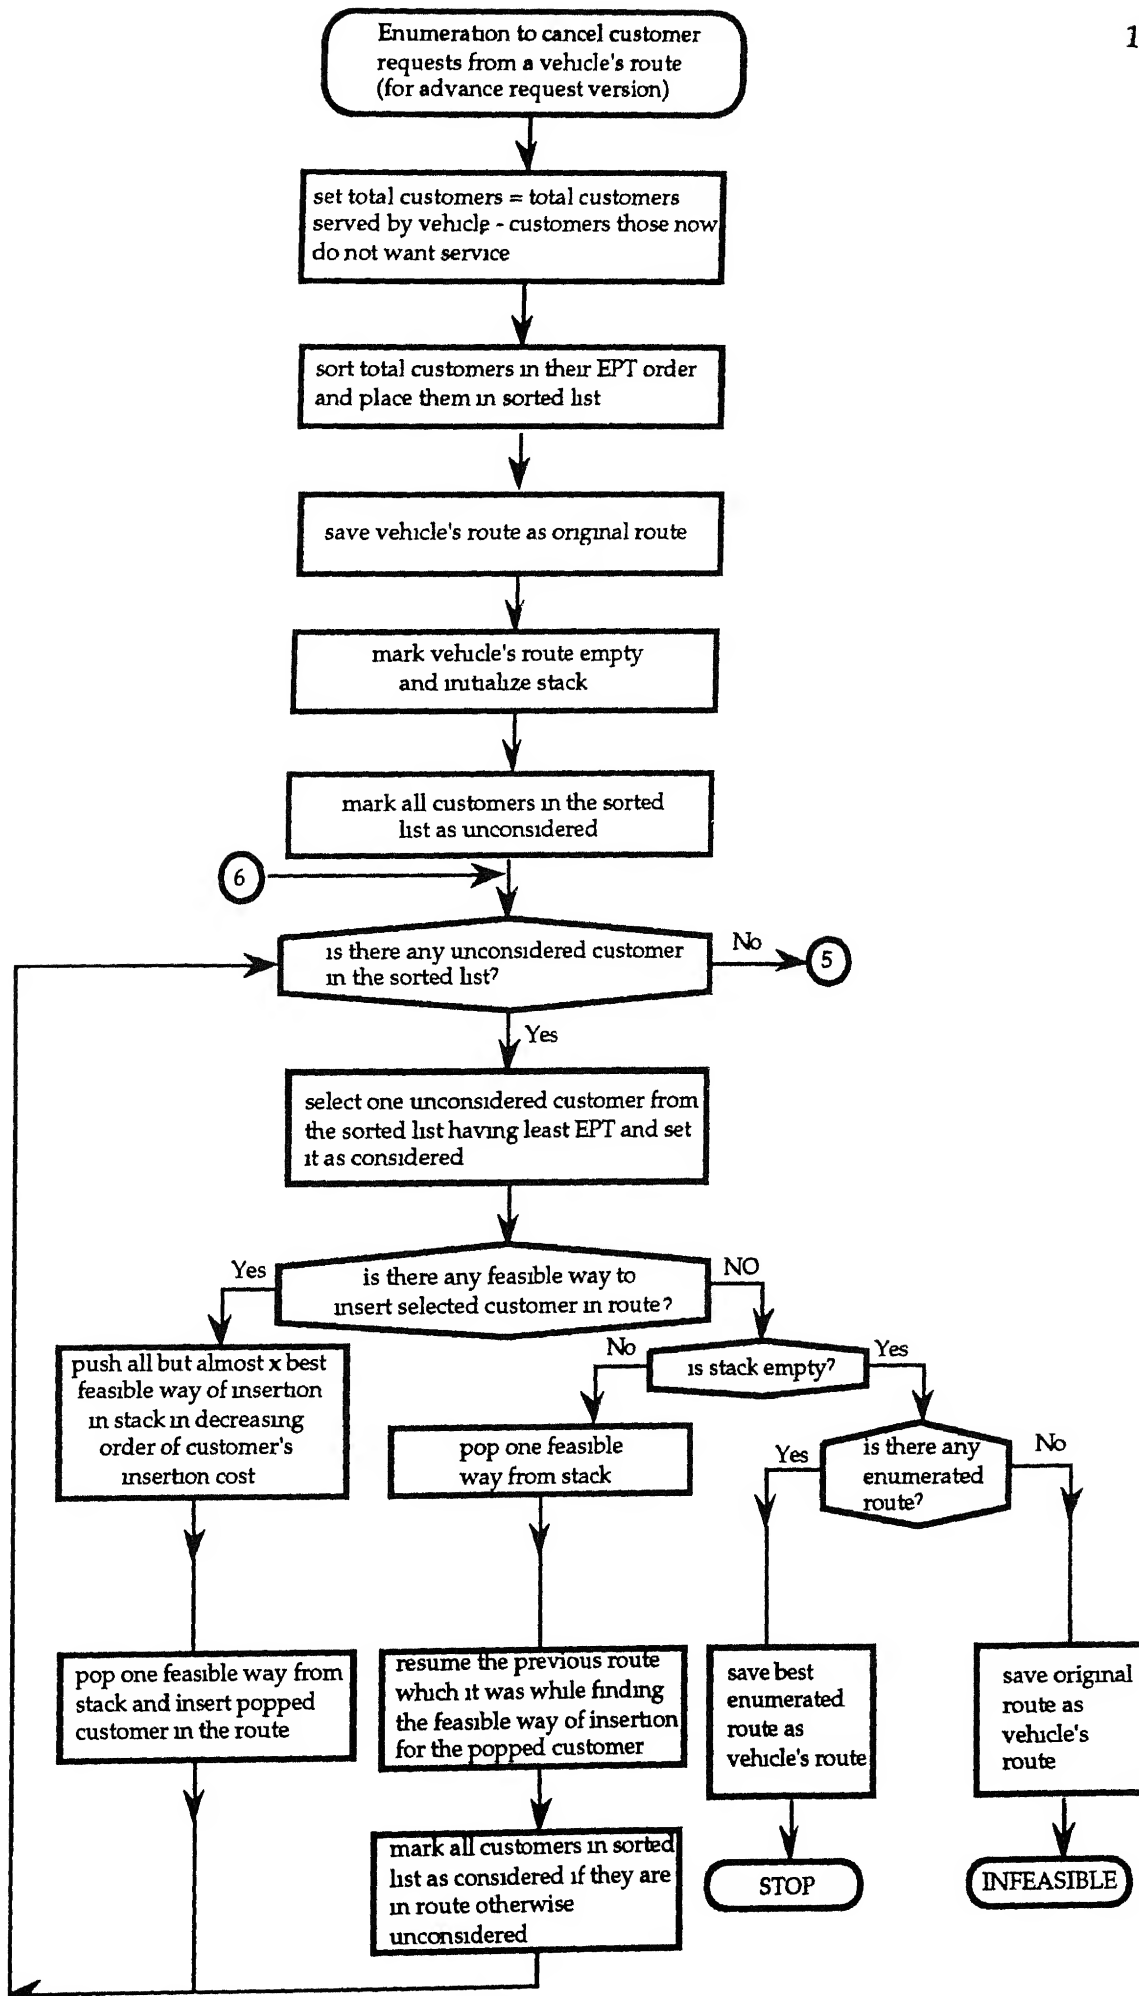 1
Enumeration to cancel customer
requests from a vehicle's route
(for advance request version)
set total customers = total customers
served by vehicle - customers those now
do not want service
sort total customers in their EPT order
and place them in sorted list
save vehicle's route as original route
mark vehicle's route empty
and initialize stack
mark all customers in the sorted
list as unconsidered
6
is there any unconsidered customer
in the sorted list?
No
5
Yes
select one unconsidered customer from
the sorted list having least EPT and set
it as considered
Yes
is there any feasible way to
insert selected customer in route?
NO
No
is stack empty?
Yes
push all but almost x best
feasible way of insertion
in stack in decreasing
order of customer's
insertion cost
pop one feasible
way from stack
Yes
is there any
enumerated
route?
No
pop one feasible way from
stack and insert popped
customer in the route
resume the previous route
which it was while finding
the feasible way of insertion
for the popped customer
save best
enumerated
route as
vehicle's route
save original
route as
vehicle's
route
mark all customers in sorted
list as considered if they are
in route otherwise
unconsidered
STOP
INFEASIBLE